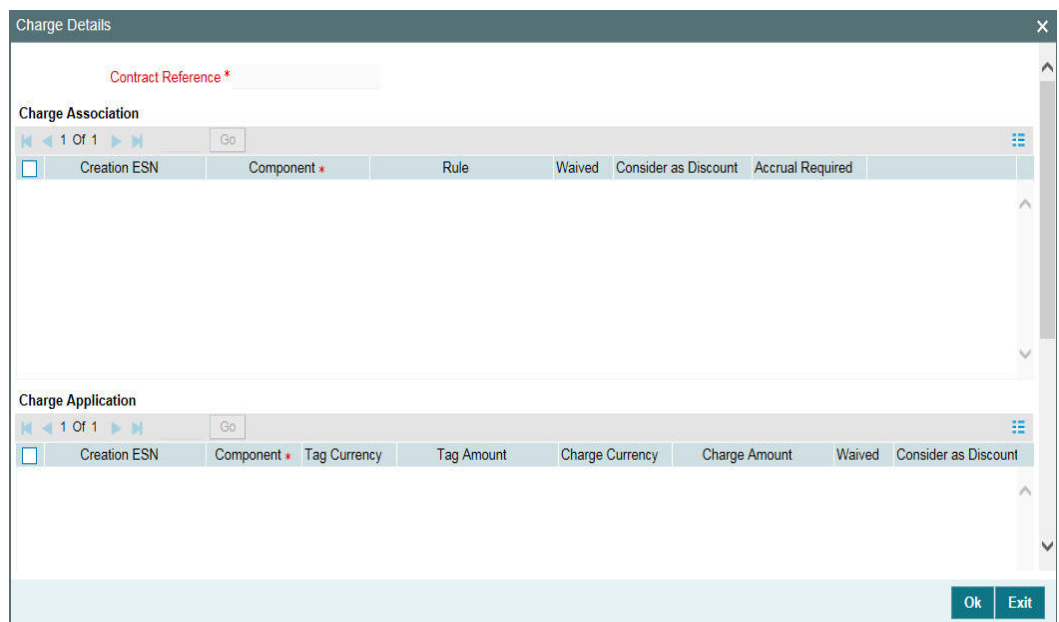 Charge Details
Contract Reference *
Charge Association
1 Of 1 Go
Creation ESN Component * Rule Waived Consider as Discount Accrual Required
Charge Application
1 Of 1 Go
Creation ESN Component * Tag Currency Tag Amount Charge Currency Charge Amount Waived Consider as Discount
Ok Exit